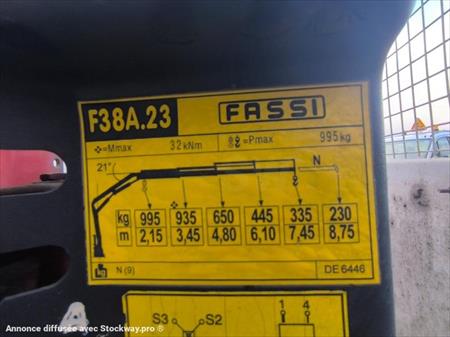 F38A.23 FASSI
=Mmax 32 kNm =Pmax 995 kg
21° N
kg 995 935 650 445 335 230
m 2,15 3,45 4,80 6,10 7,45 8,75
N (9) DE 6446
S3 S2 1 4
Annonce diffusée avec Stockway.pro ®